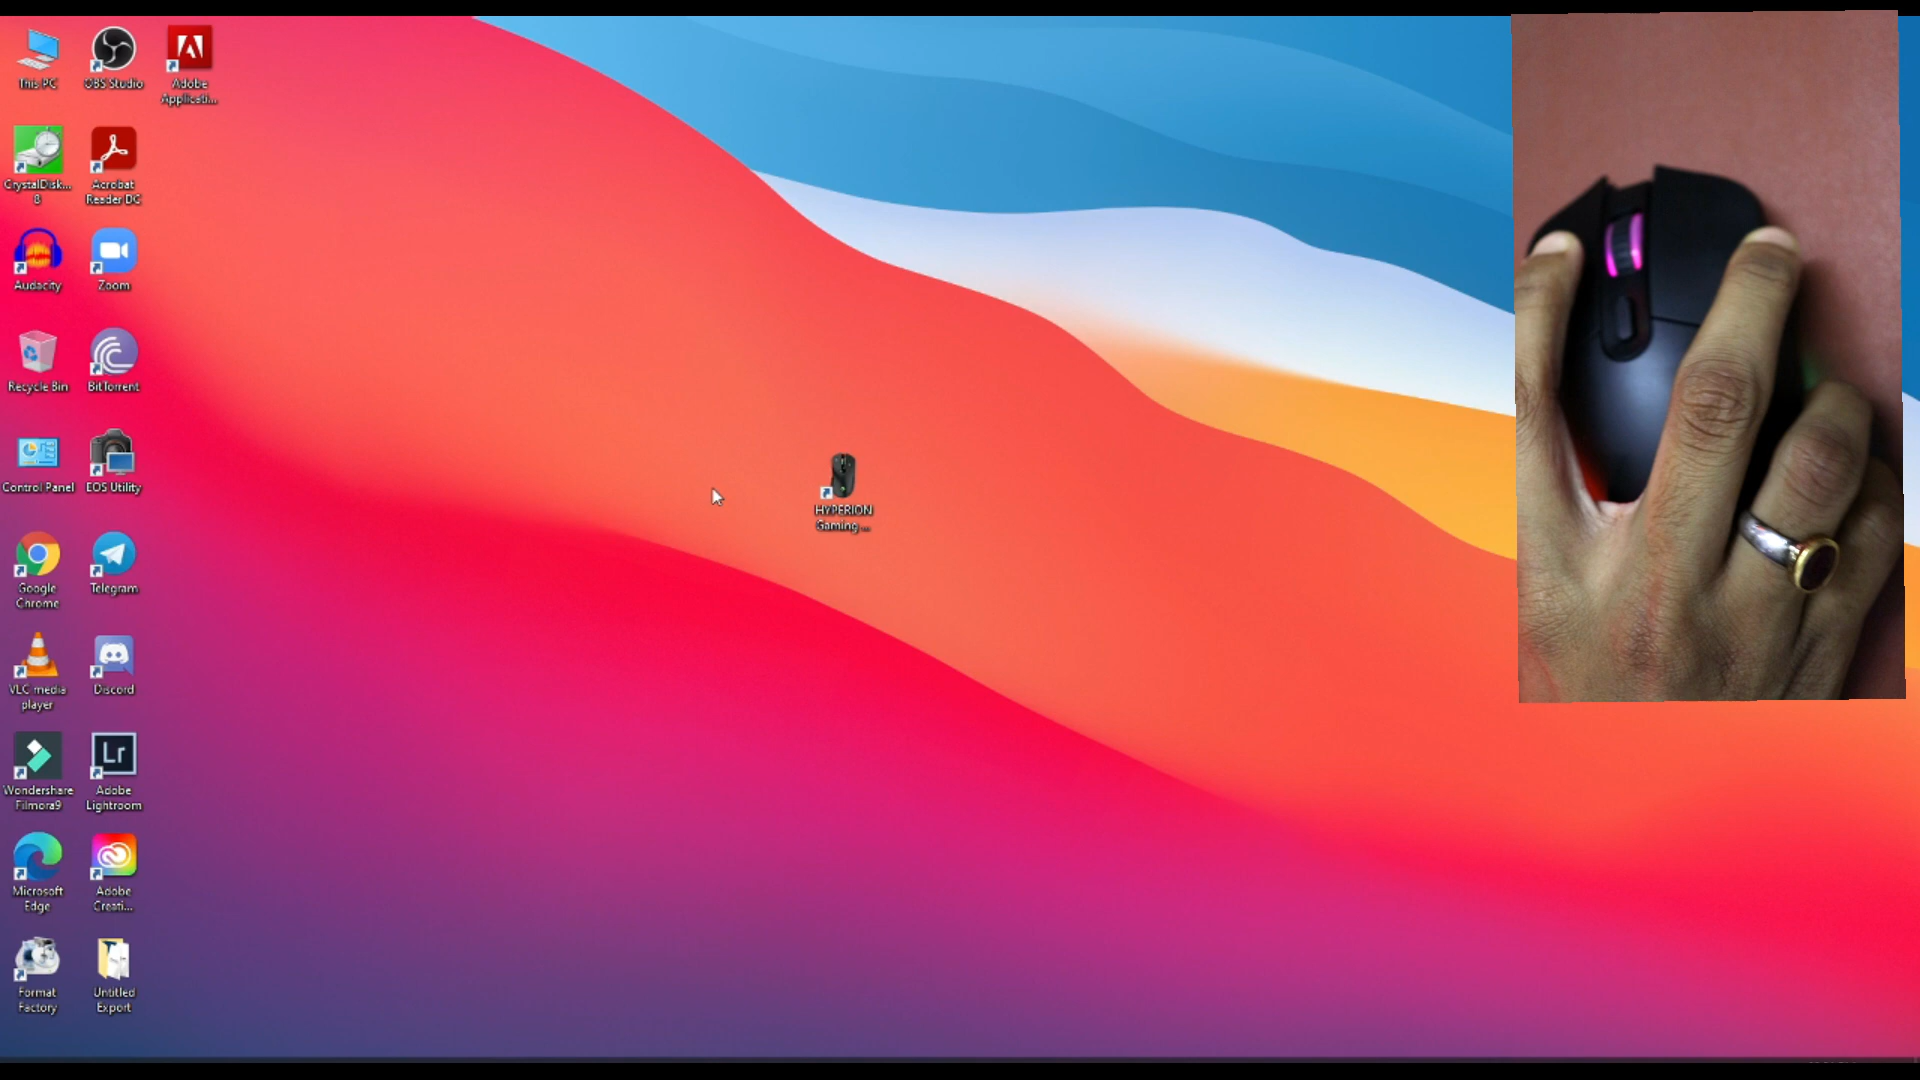 This PC
OBS Studio
Adobe
Applicati...
CrystalDisk...
8
Acrobat
Reader DC
Audacity
Zoom
Recycle Bin
BitTorrent
Control Panel
EOS Utility
Google
Chrome
Telegram
VLC media
player
Discord
Wondershare
Filmora9
Lr
Adobe
Lightroom
Microsoft
Edge
Adobe
Creati...
Format
Factory
Untitled
Export
HYPERION
Gaming ...